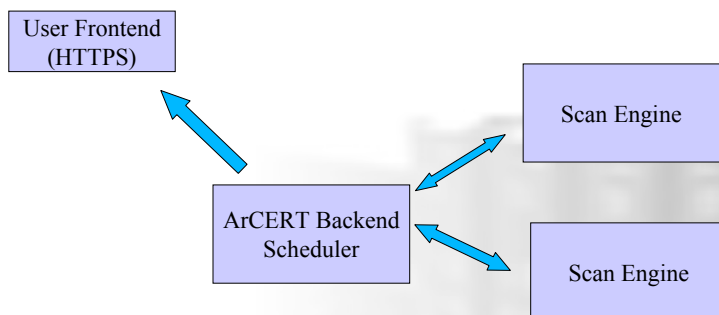 User Frontend
(HTTPS)
Scan Engine
ArCERT Backend
Scheduler
Scan Engine